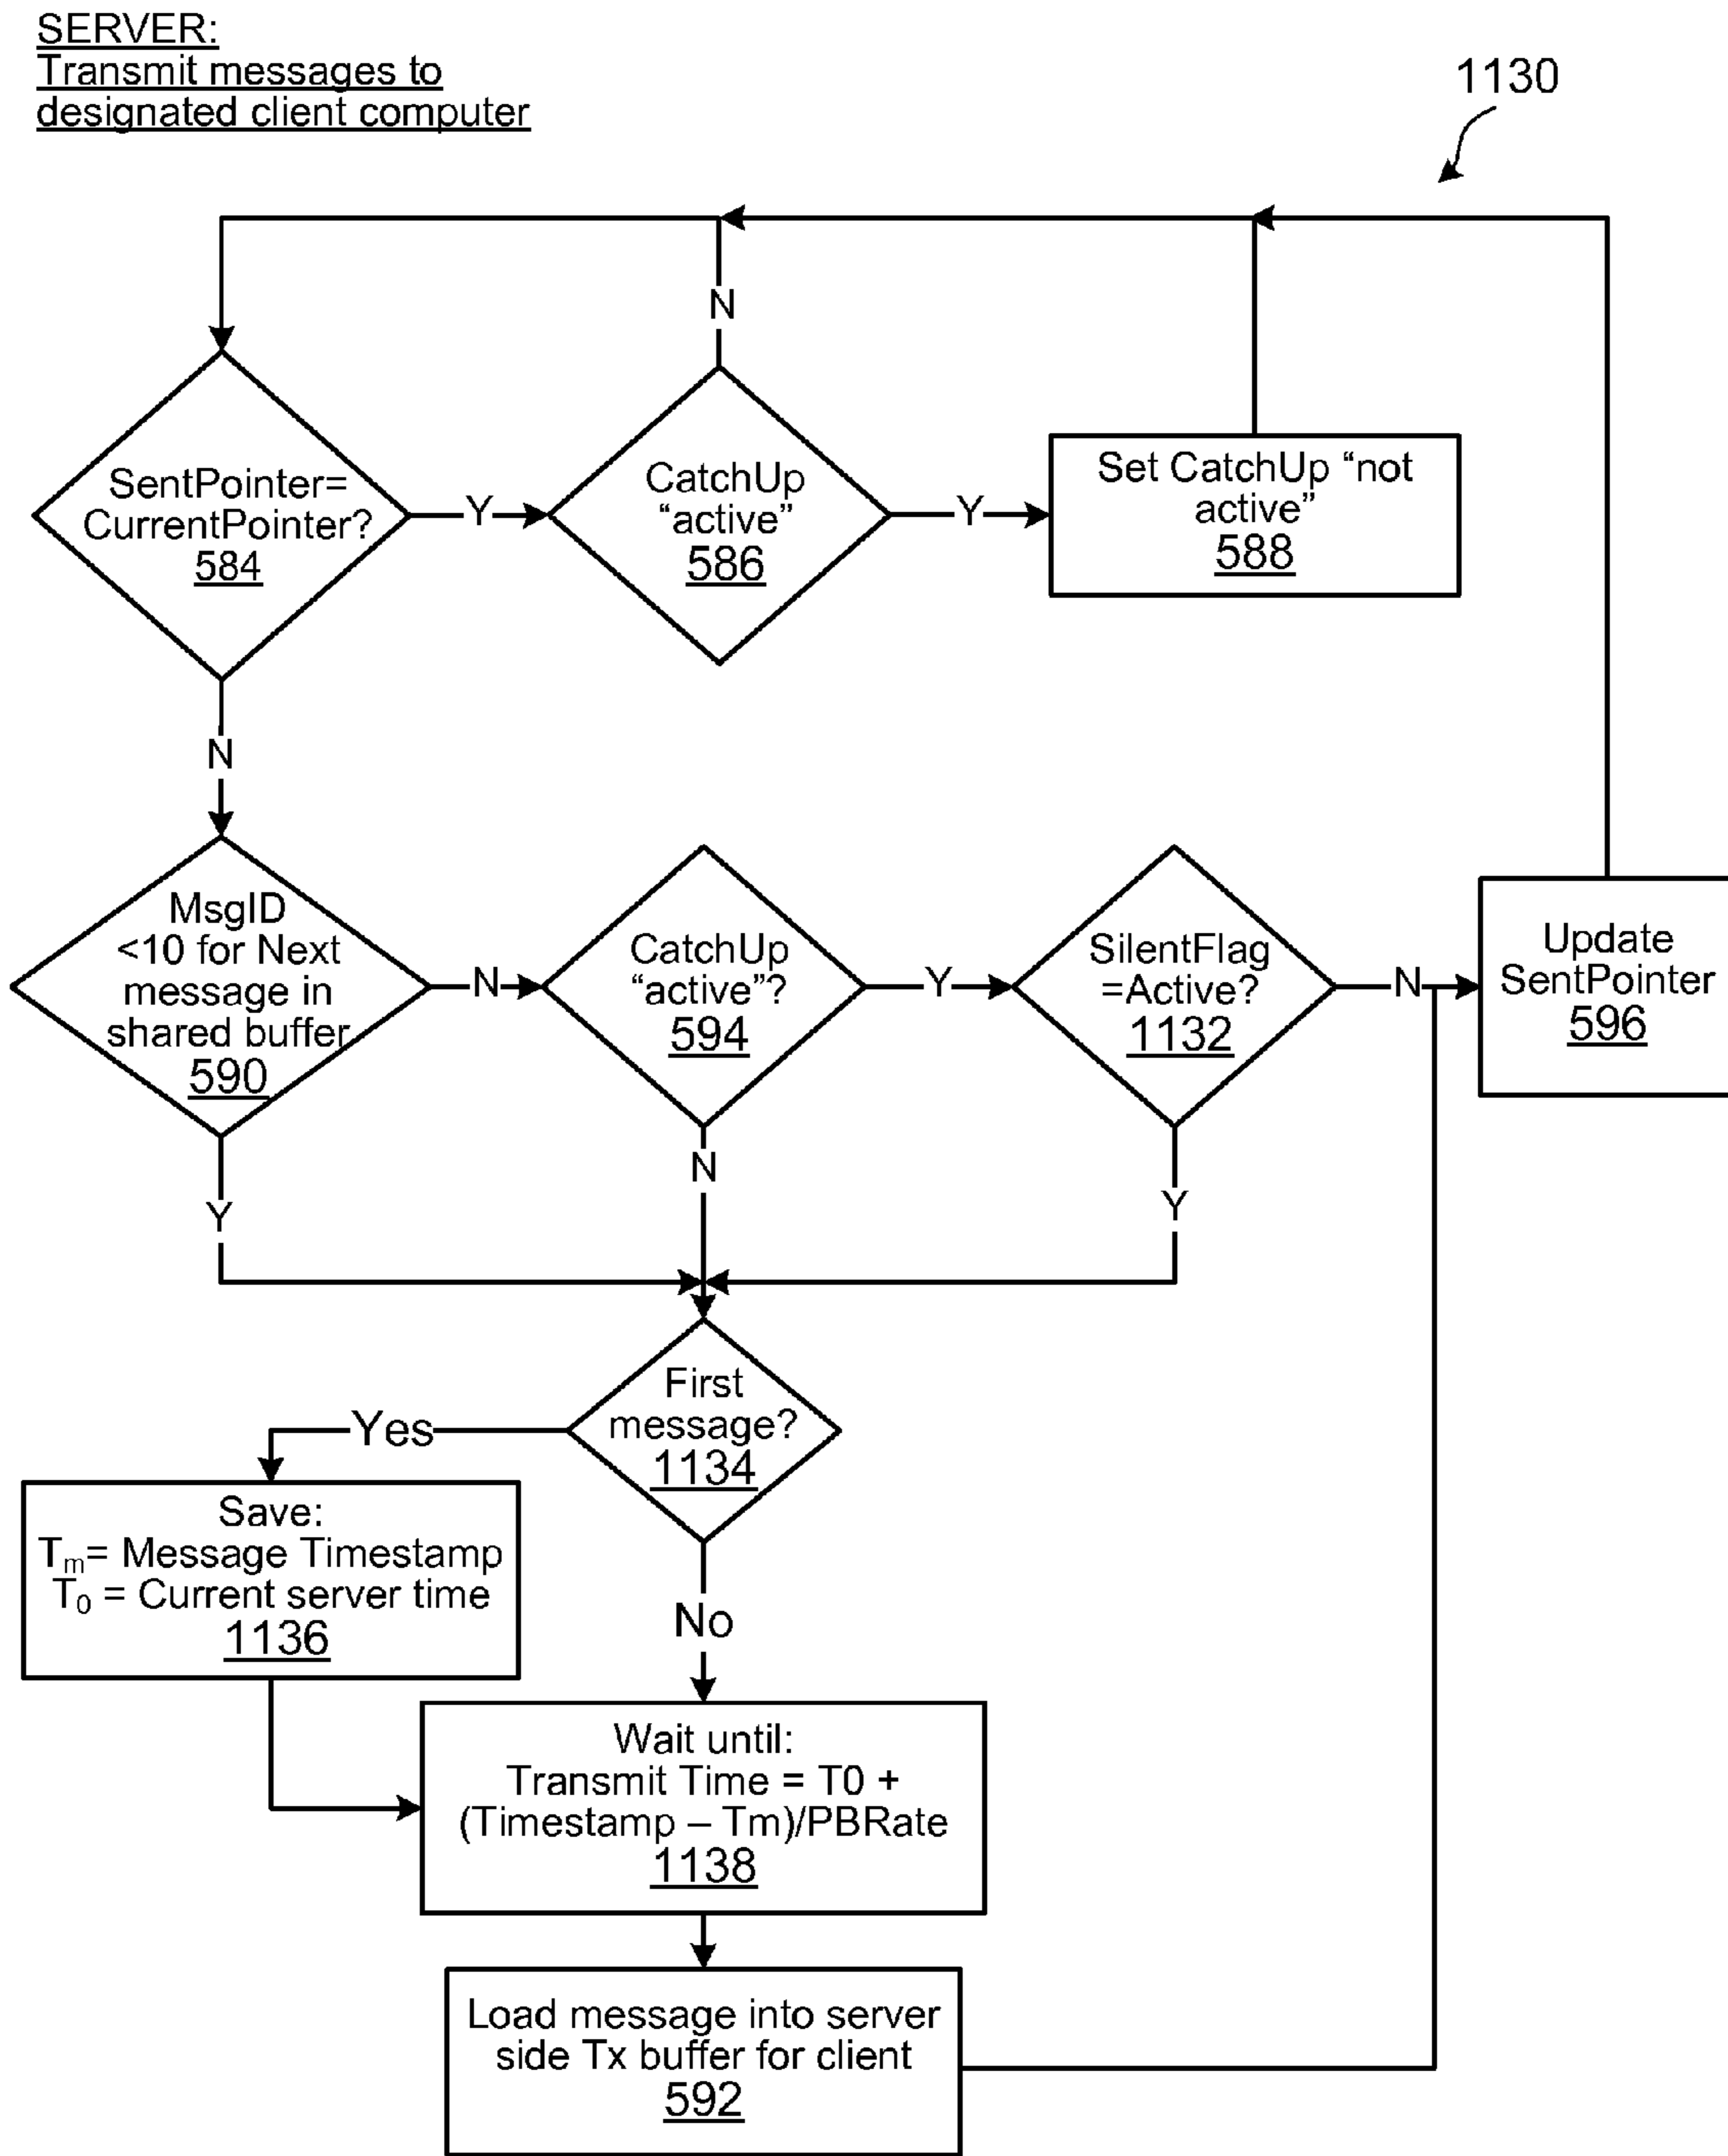 SERVER:
Transmit messages to
designated client computer
1130
N
SentPointer=
CurrentPointer?
584
Y
CatchUp
“active”
586
Y
Set CatchUp “not
active”
588
N
MsgID
<10 for Next
message in
shared buffer
590
N
CatchUp
“active”?
594
Y
SilentFlag
=Active?
1132
N
Update
SentPointer
596
Y
N
Y
First
message?
1134
Yes
Save:
Tm= Message Timestamp
T0 = Current server time
1136
No
Wait until:
Transmit Time = T0 +
(Timestamp – Tm)/PBRate
1138
Load message into server
side Tx buffer for client
592